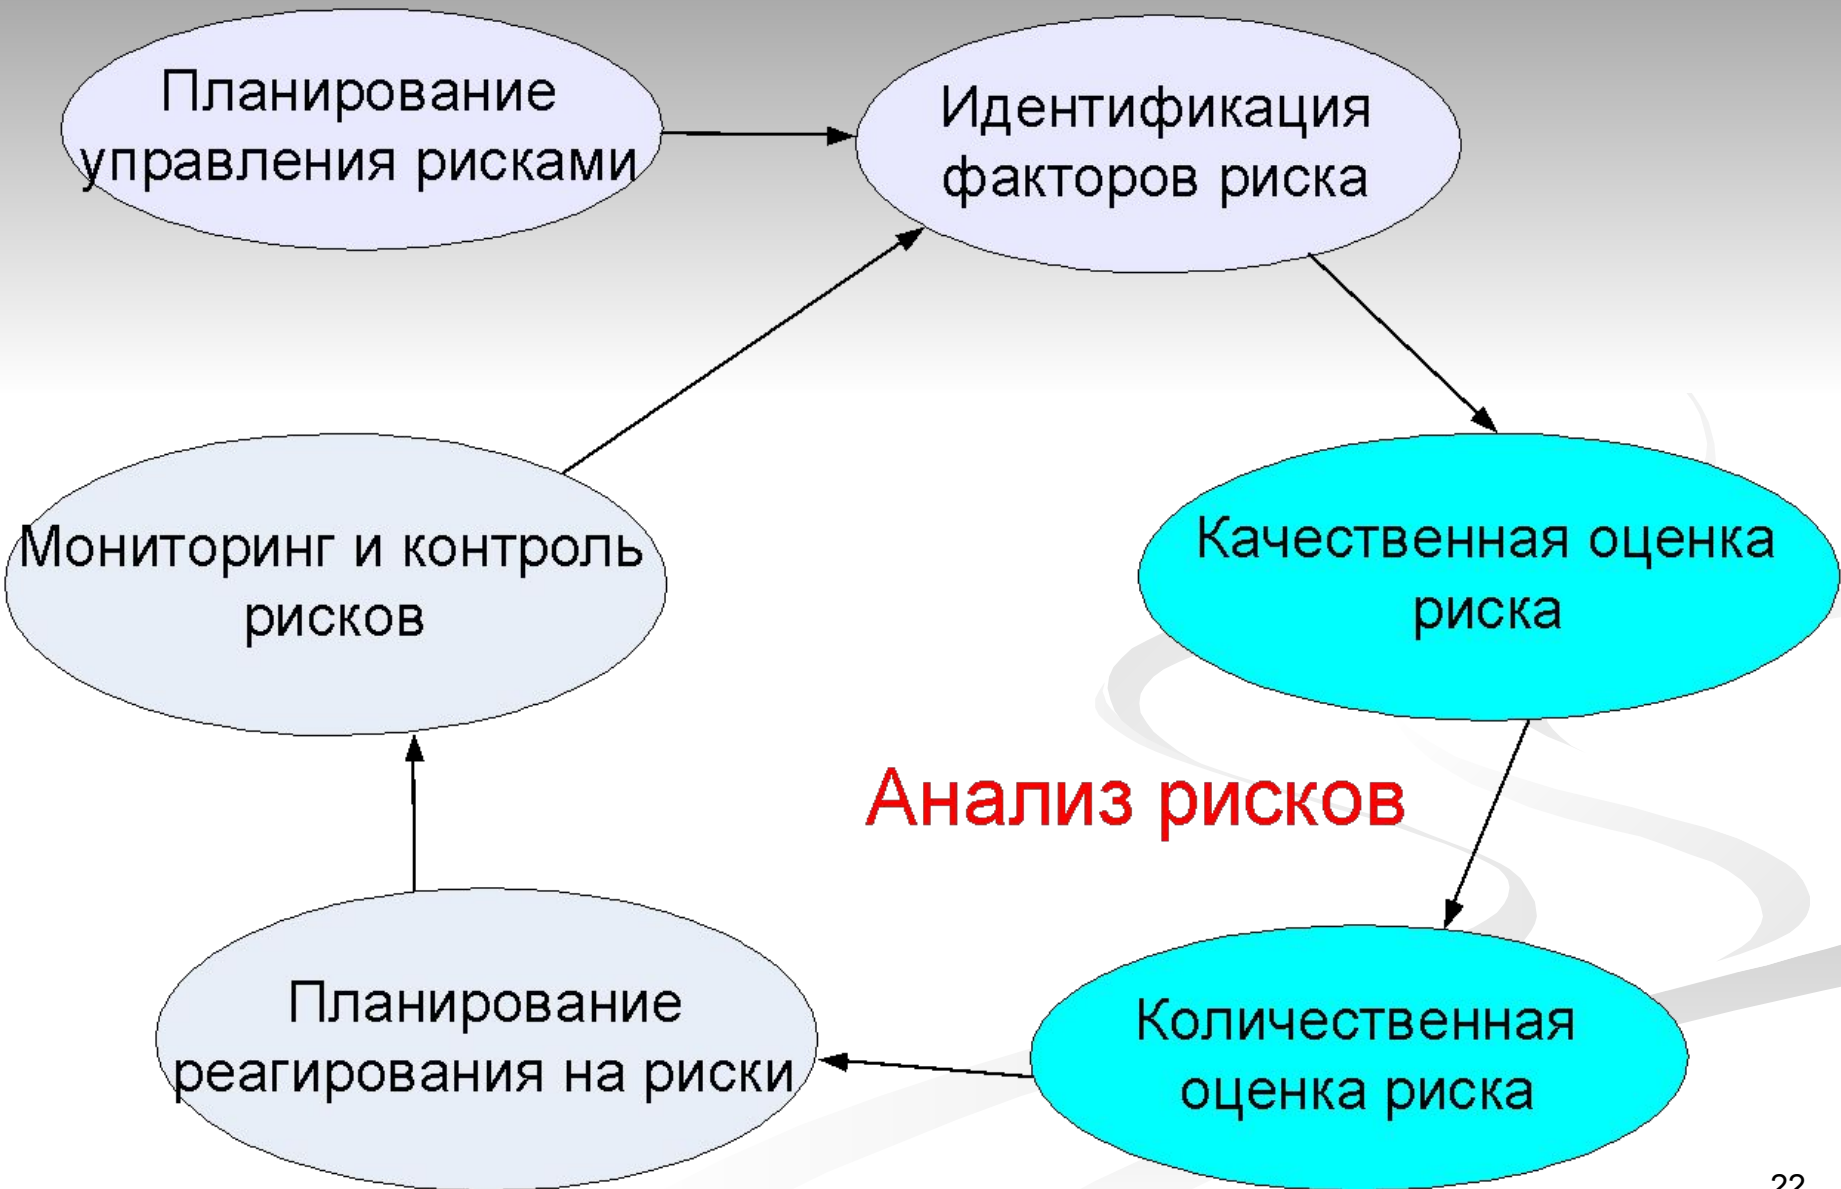 Планирование
управления рисками
Идентификация
факторов риска
Мониторинг и контроль
рисков
Качественная оценка
риска
Анализ рисков
Планирование
реагирования на риски
Количественная
оценка риска
22